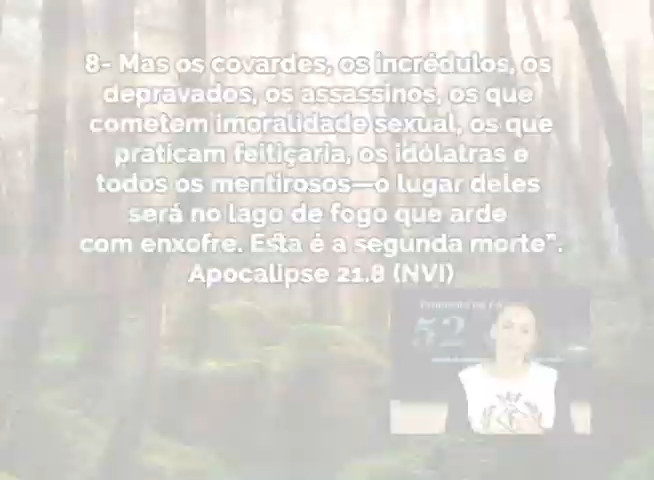 8- Mas os covardes, os incrédulos, os
depravados, os assassinos, os que
cometem imoralidade sexual, os que
praticam feitiçaria, os idólatras e
todos os mentirosos—o lugar deles
será no lago de fogo que arde
com enxofre. Esta é a segunda morte”.
Apocalipse 21.8 (NVI)
52